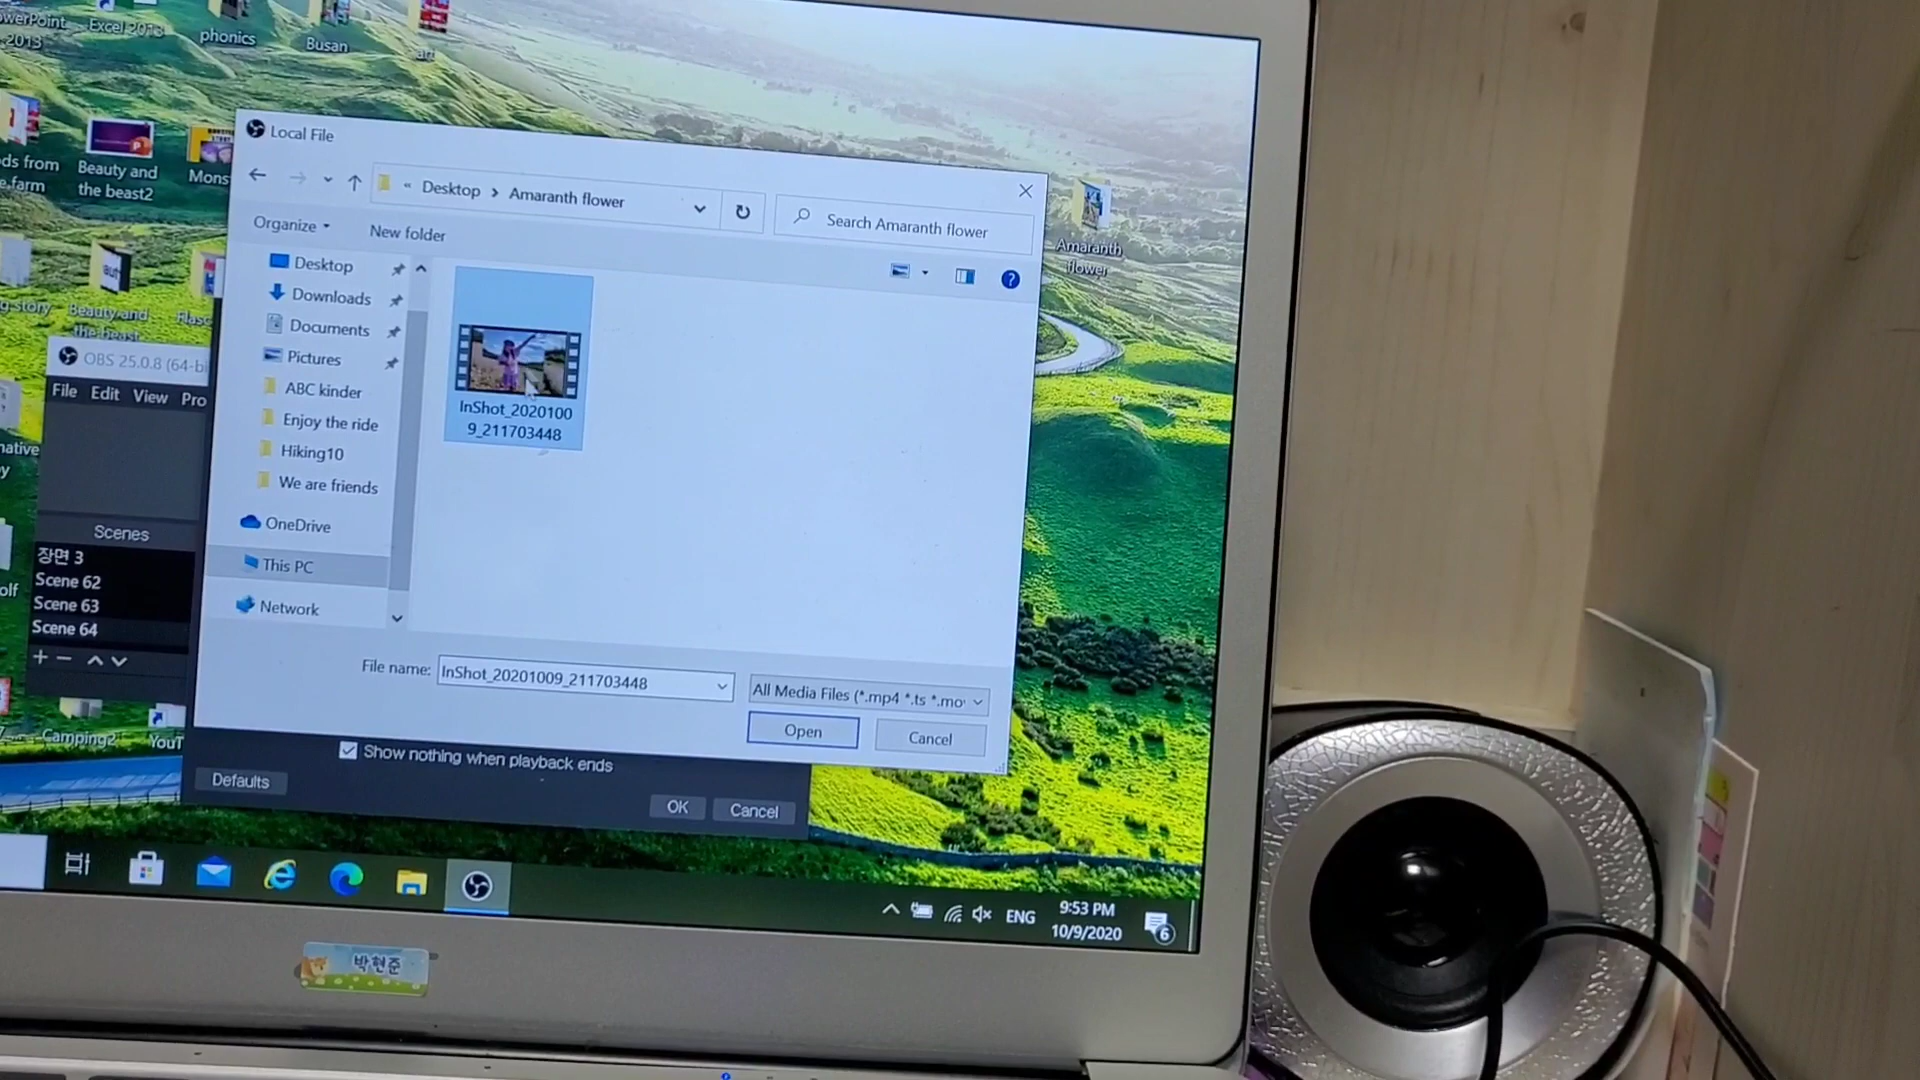 2013
Excel 2013
phonics
Busan
art
Beauty and
the beast2
Mons
Beauty and
the beast
Local File
« Desktop > Amaranth flower
Search Amaranth flower
Organize
New folder
Desktop
Downloads
Documents
Pictures
ABC kinder
Enjoy the ride
Hiking10
We are friends
OneDrive
This PC
Network
InShot_2020100
9_211703448
Amaranth
flower
OBS 25.0.8 (64-bi
File Edit View Pro
Scenes
장면 3
Scene 62
Scene 63
Scene 64
File name: InShot_20201009_211703448
All Media Files (*.mp4 *.ts *.mo
Open
Cancel
Show nothing when playback ends
Defaults
OK
Cancel
Camping2
YouT
ENG
9:53 PM
10/9/2020
6
박현준